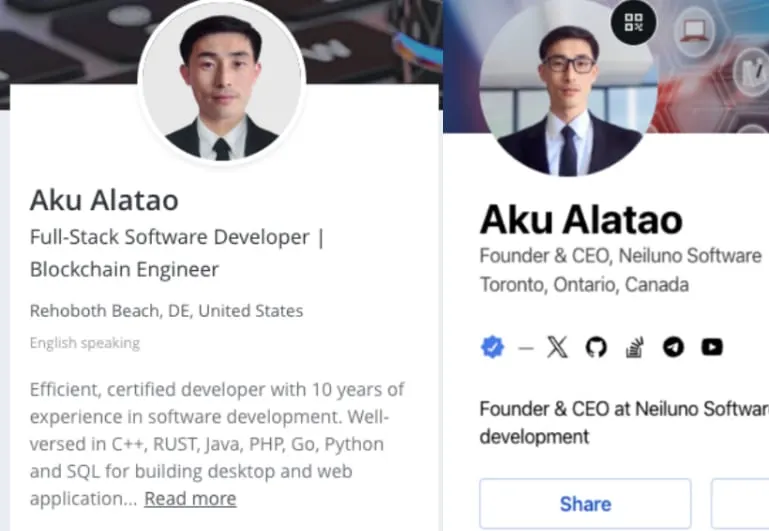 Aku Alatao
Full-Stack Software Developer |
Blockchain Engineer
Rehoboth Beach, DE, United States
English speaking
Efficient, certified developer with 10 years of
experience in software development. Well-
versed in C++, RUST, Java, PHP, Go, Python
and SQL for building desktop and web
application... Read more
Aku Alatao
Founder & CEO, Neiluno Software
Toronto, Ontario, Canada
Founder & CEO at Neiluno Softwar
development
Share